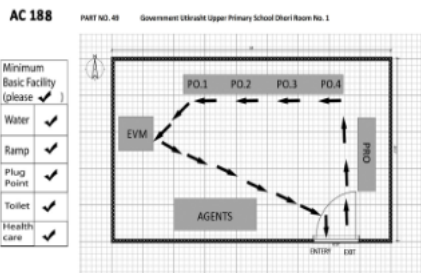 AC 188
PART NO. 49 Government Utkrasht Upper Primary School Dhori Room No. 1
Minimum
Basic Facility
(please ✔ )
Water ✔
Ramp ✔
Plug
Point ✔
Toilet ✔
Health
care ✔
PO.1 PO.2 PO.3 PO.4
EVM
PRO
AGENTS
ENTERY EXIT